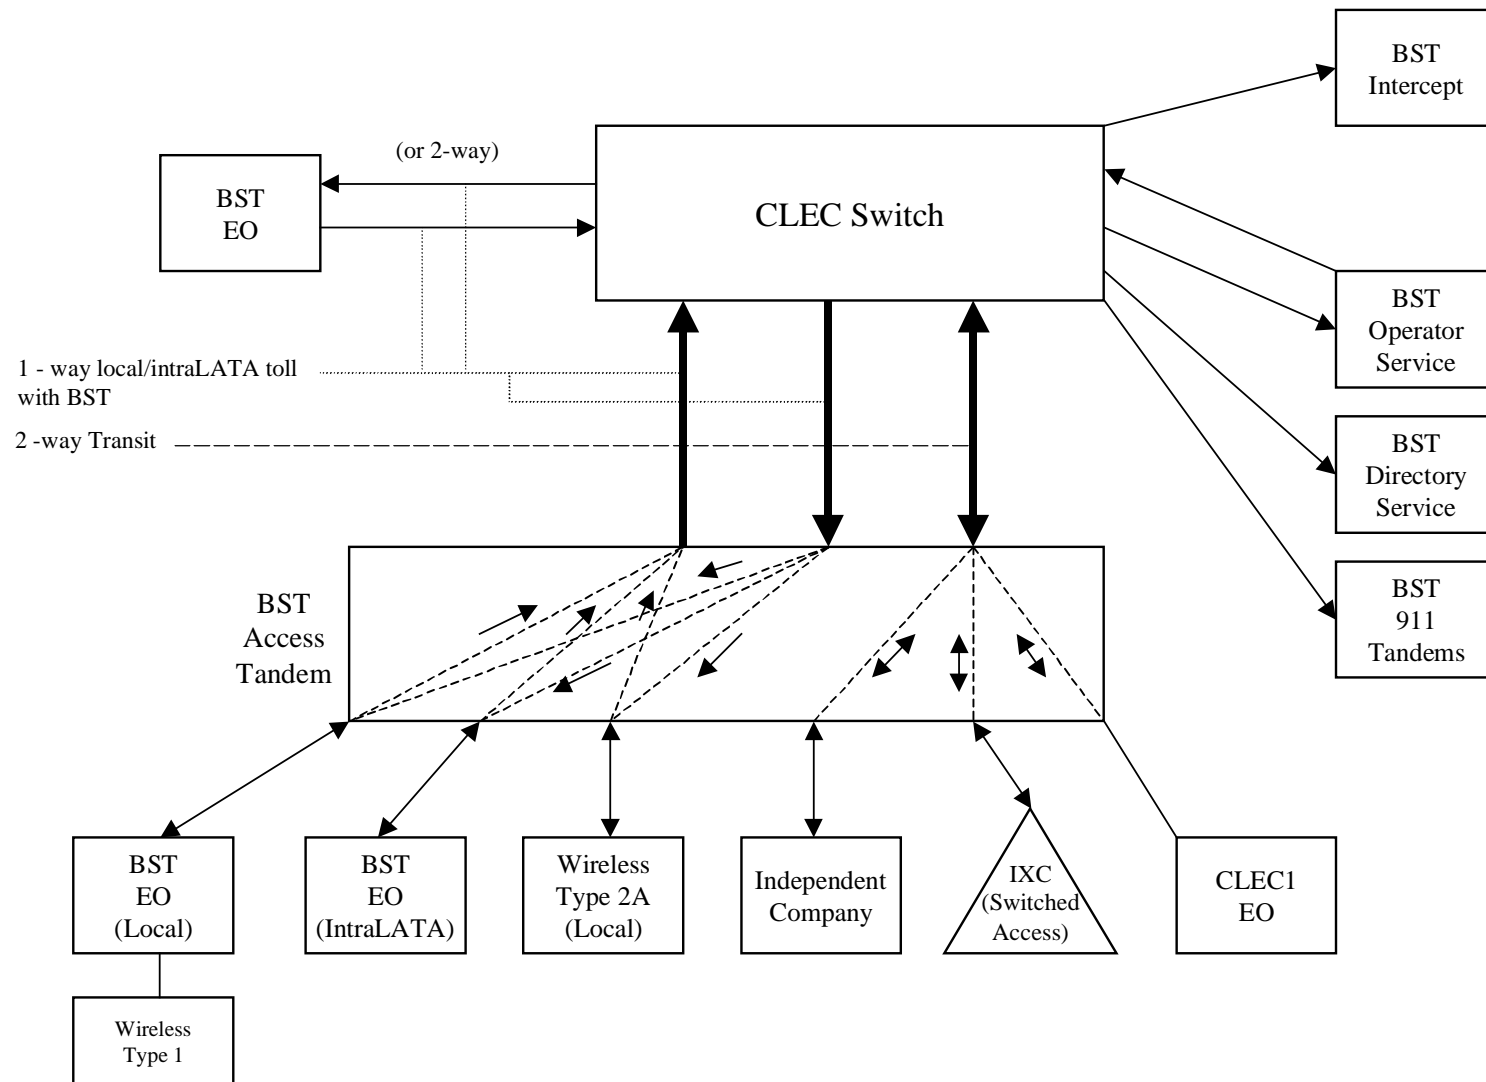 BST
Intercept
(or 2-way)
BST
EO
CLEC Switch
BST
Operator
Service
1 - way local/intraLATA toll
with BST
2 -way Transit
BST
Directory
Service
BST
Access
Tandem
BST
911
Tandems
BST
EO
(Local)
BST
EO
(IntraLATA)
Wireless
Type 2A
(Local)
Independent
Company
IXC
(Switched
Access)
CLEC1
EO
Wireless
Type 1